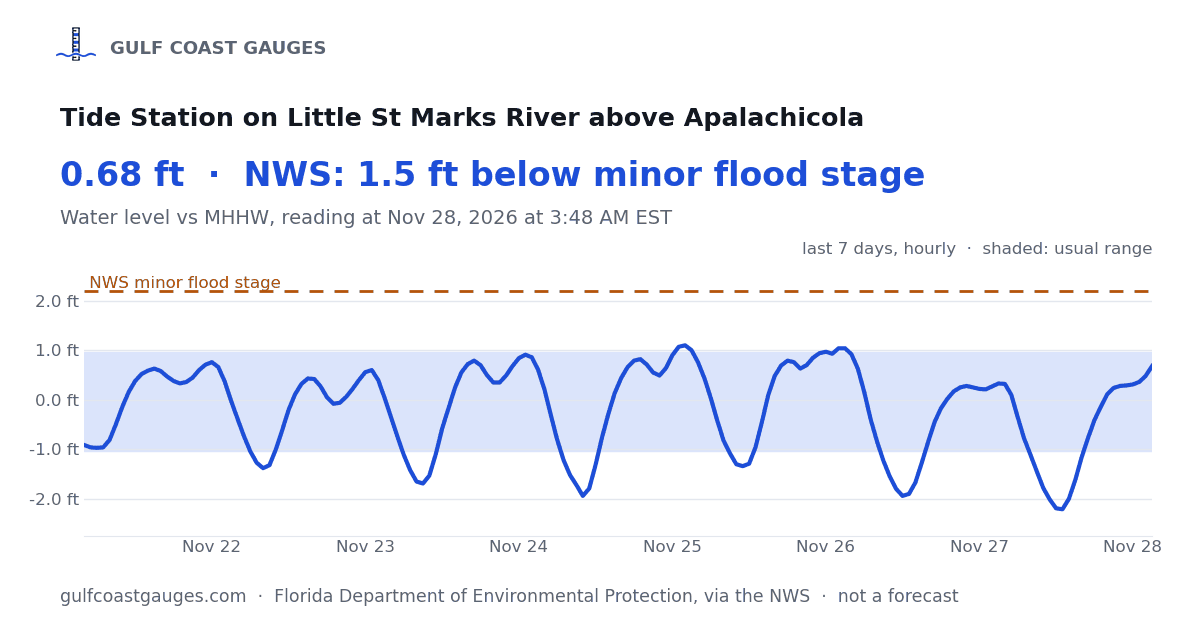 GULF COAST GAUGES
Tide Station on Little St Marks River above Apalachicola
0.68 ft · NWS: 1.5 ft below minor flood stage
Water level vs MHHW, reading at Nov 28, 2026 at 3:48 AM EST
last 7 days, hourly · shaded: usual range
NWS minor flood stage
2.0 ft
1.0 ft
0.0 ft
-1.0 ft
-2.0 ft
Nov 22 Nov 23 Nov 24 Nov 25 Nov 26 Nov 27 Nov 28
gulfcoastgauges.com · Florida Department of Environmental Protection, via the NWS · not a forecast